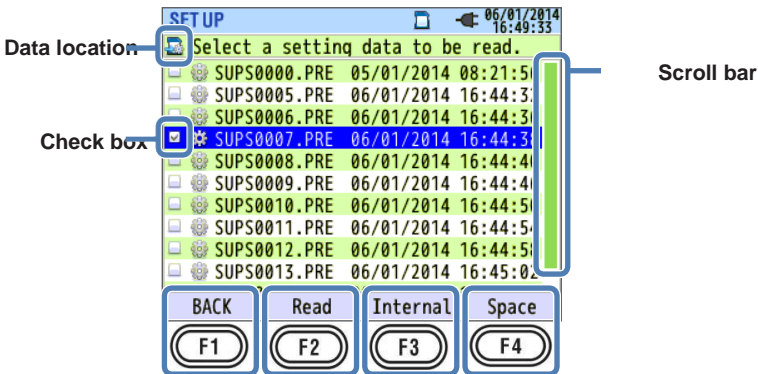 SETUP 06/01/2014
16:49:33
Data location
Select a setting data to be read.
Scroll bar
SUPS0000.PRE 05/01/2014 08:21:5
SUPS0005.PRE 06/01/2014 16:44:3
SUPS0006.PRE 06/01/2014 16:44:3
Check box
SUPS0007.PRE 06/01/2014 16:44:3
SUPS0008.PRE 06/01/2014 16:44:4
SUPS0009.PRE 06/01/2014 16:44:4
SUPS0010.PRE 06/01/2014 16:44:5
SUPS0011.PRE 06/01/2014 16:44:54
SUPS0012.PRE 06/01/2014 16:44:5
SUPS0013.PRE 06/01/2014 16:45:02
BACK Read Internal Space
F1 F2 F3 F4